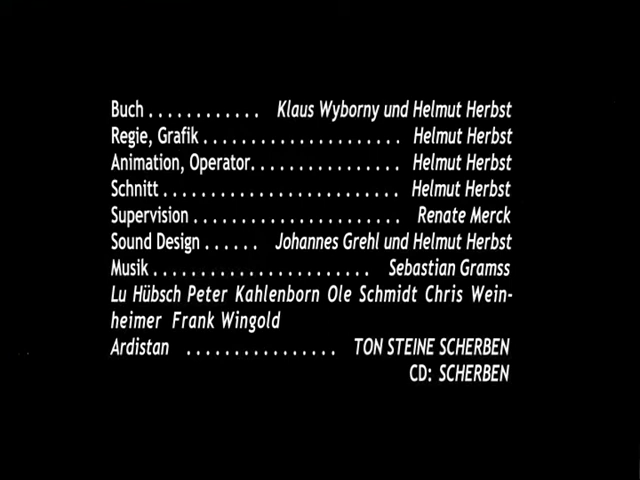 Buch . . . . . . . . . . . . Klaus Wyborny und Helmut Herbst
Regie, Grafik . . . . . . . . . . . . . . . . . . . . . Helmut Herbst
Animation, Operator. . . . . . . . . . . . . . . . Helmut Herbst
Schnitt . . . . . . . . . . . . . . . . . . . . . . . . . Helmut Herbst
Supervision . . . . . . . . . . . . . . . . . . . . . . Renate Merck
Sound Design . . . . . . Johannes Grehl und Helmut Herbst
Musik . . . . . . . . . . . . . . . . . . . . . . . Sebastian Gramss
Lu Hübsch Peter Kahlenborn Ole Schmidt Chris Wein-
heimer Frank Wingold
Ardistan . . . . . . . . . . . . . . . . TON STEINE SCHERBEN
CD: SCHERBEN